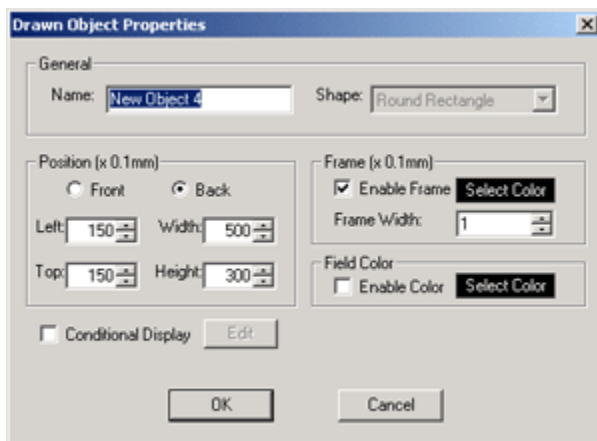 Drawn Object Properties
General
Name: New Object 4 Shape: Round Rectangle
Position (x 0.1mm)
Front Back
Left: 150 Width: 500
Top: 150 Height: 300
Frame (x 0.1mm)
Enable Frame Select Color
Frame Width: 1
Field Color
Enable Color Select Color
Conditional Display Edit
OK Cancel